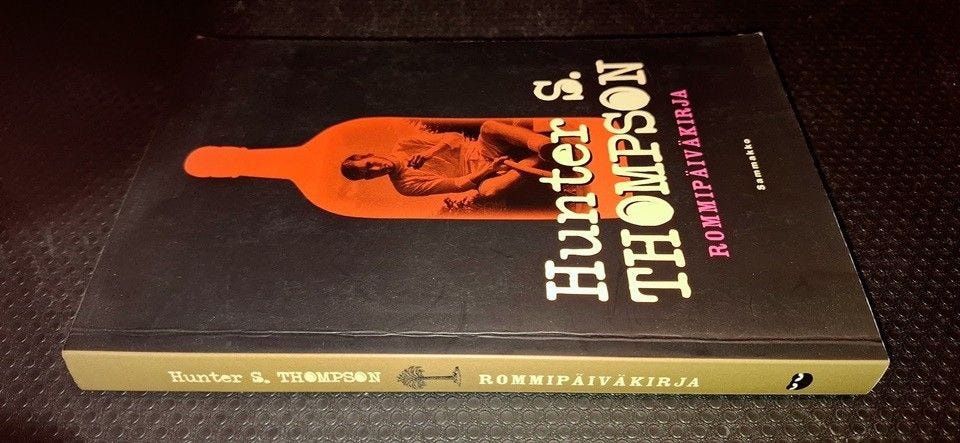 Hunter S.
THOMPSON
ROMMIPÄIVÄKIRJA
Sammakko
Hunter S. THOMPSON ROMMIPÄIVÄKIRJA